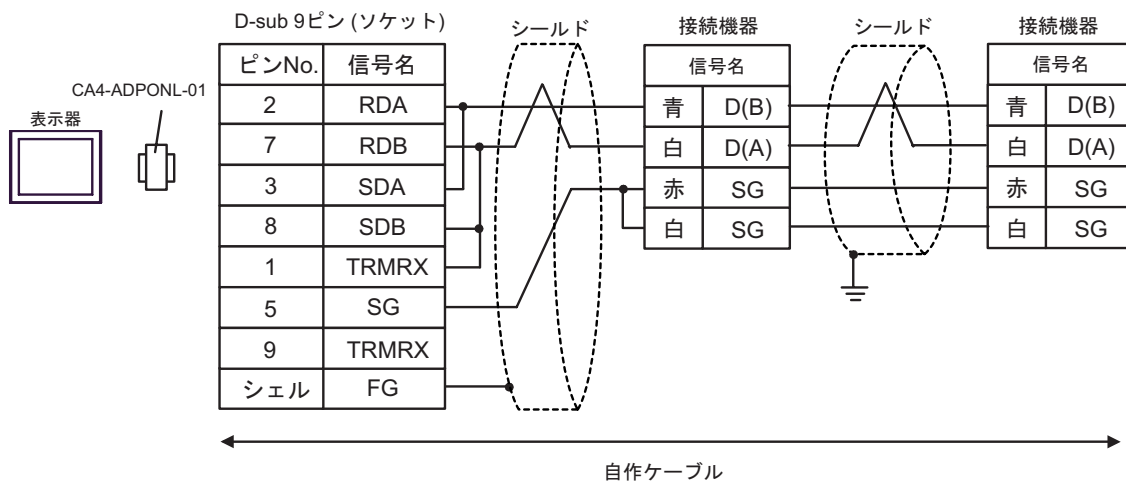 D-sub 9ピン (ソケット)
シールド
接続機器
シールド
接続機器
ピンNo. 信号名
信号名
信号名
CA4-ADPONL-01
表示器
2 RDA
青 D(B)
青 D(B)
7 RDB
白 D(A)
白 D(A)
3 SDA
赤 SG
赤 SG
8 SDB
白 SG
白 SG
1 TRMRX
5 SG
9 TRMRX
シェル FG
自作ケーブル